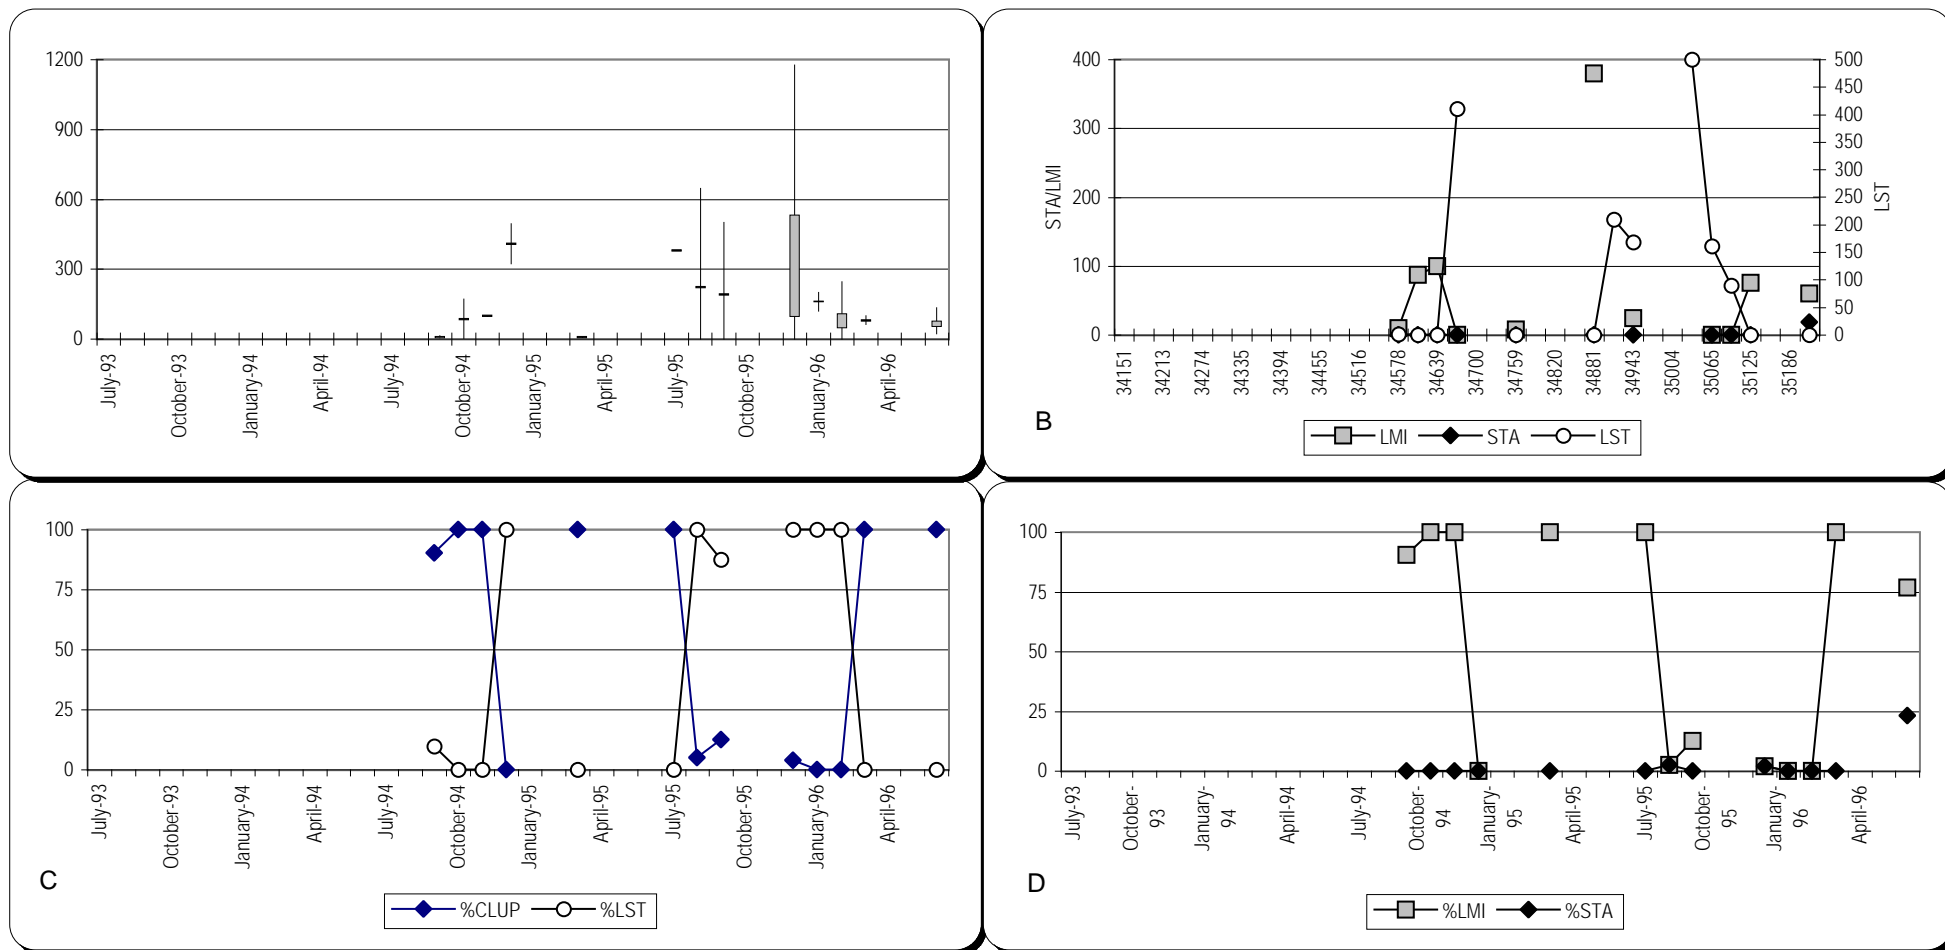 1200
900
600
300
0
July-93
October-93
January-94
April-94
July-94
October-94
January-95
April-95
July-95
October-95
January-96
April-96
400
300
200
100
0
STA/LMI
500
450
400
350
300
250
200
150
100
50
0
LST
34151
34213
34274
34335
34394
34455
34516
34578
34639
34700
34759
34820
34881
34943
35004
35065
35125
35186
B
LMI STA LST
100
75
50
25
0
July-93
October-93
January-94
April-94
July-94
October-94
January-95
April-95
July-95
October-95
January-96
April-96
C
%CLUP %LST
100
75
50
25
0
July-93
October-
93
January-
94
April-94
July-94
October-
94
January-
95
April-95
July-95
October-
95
January-
96
April-96
D
%LMI %STA